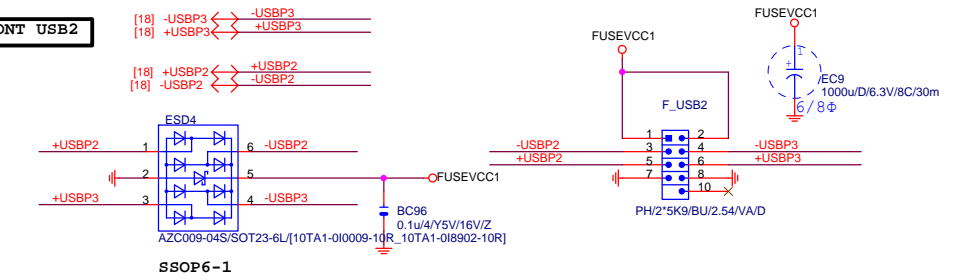 ONT USB2
[18] -USBP3 -USBP3
[18] +USBP3 +USBP3
[18] +USBP2 +USBP2
[18] -USBP2 -USBP2
ESD4
+USBP2 1 6 -USBP2
2 5 FUSEVCC1
+USBP3 3 4 -USBP3
BC96
0.1u/4/Y5V/16V/Z
AZC009-04S/SOT23-6L/[10TA1-0I0009-10R_10TA1-0I8902-10R]
SSOP6-1
FUSEVCC1
F_USB2
1 2
-USBP2 3 4 -USBP3
+USBP2 5 6 +USBP3
7 8
10
PH/2*5K9/BU/2.54/VA/D
FUSEVCC1
1
+
EC9
1000u/D/6.3V/8C/30m
6/8Φ